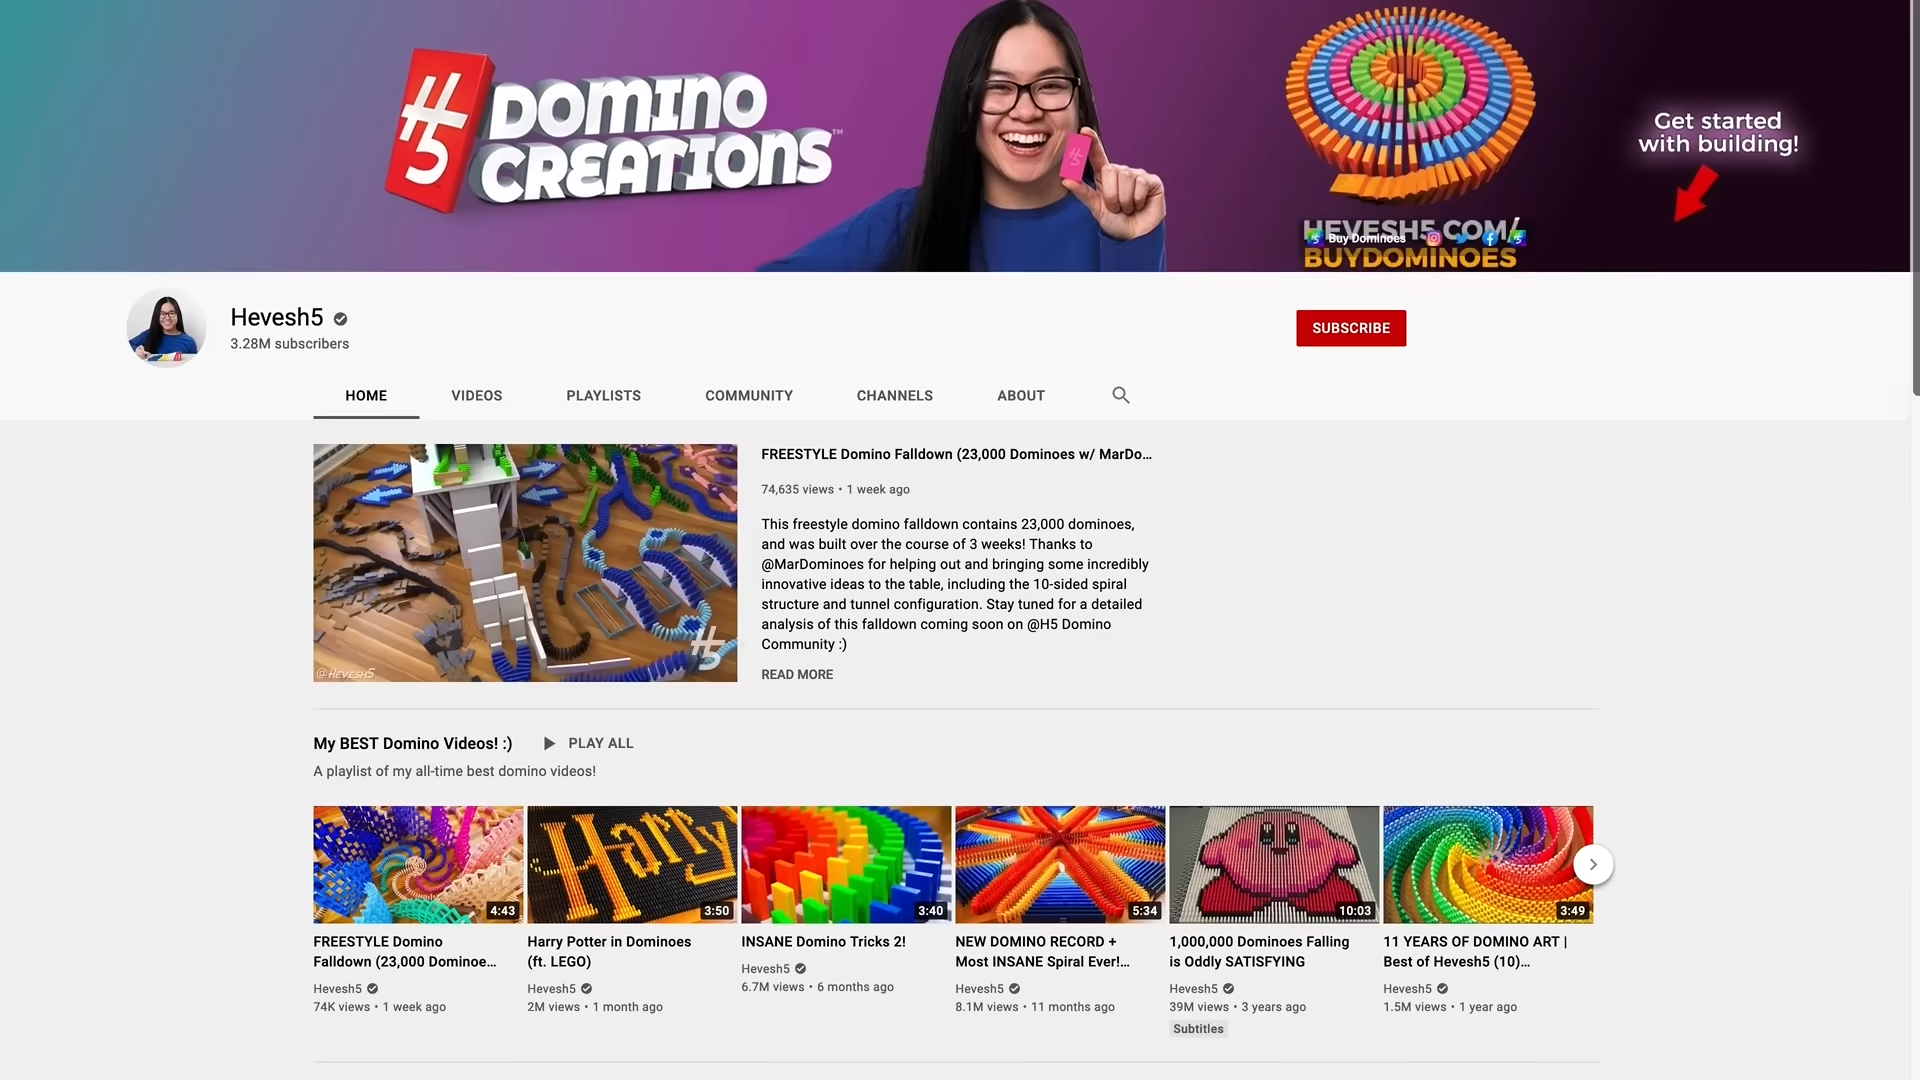 H5 DOMINO
CREATIONS™
H5
Get started
with building!
HEVESH5.COM/
Buy Dominoes
BUYDOMINOES
Hevesh5
3.28M subscribers
SUBSCRIBE
HOME VIDEOS PLAYLISTS COMMUNITY CHANNELS ABOUT
FREESTYLE Domino Falldown (23,000 Dominoes w/ MarDo...
74,635 views • 1 week ago
This freestyle domino falldown contains 23,000 dominoes,
and was built over the course of 3 weeks! Thanks to
@MarDominoes for helping out and bringing some incredibly
innovative ideas to the table, including the 10-sided spiral
structure and tunnel configuration. Stay tuned for a detailed
analysis of this falldown coming soon on @H5 Domino
Community :)
READ MORE
@HEVESH5
H5
My BEST Domino Videos! :) PLAY ALL
A playlist of my all-time best domino videos!
Harry
4:43
3:50
3:40
5:34
10:03
3:49
FREESTYLE Domino
Falldown (23,000 Dominoe...
Hevesh5
74K views • 1 week ago
Harry Potter in Dominoes
(ft. LEGO)
Hevesh5
2M views • 1 month ago
INSANE Domino Tricks 2!
Hevesh5
6.7M views • 6 months ago
NEW DOMINO RECORD +
Most INSANE Spiral Ever!...
Hevesh5
8.1M views • 11 months ago
1,000,000 Dominoes Falling
is Oddly SATISFYING
Hevesh5
39M views • 3 years ago
Subtitles
11 YEARS OF DOMINO ART |
Best of Hevesh5 (10)...
Hevesh5
1.5M views • 1 year ago